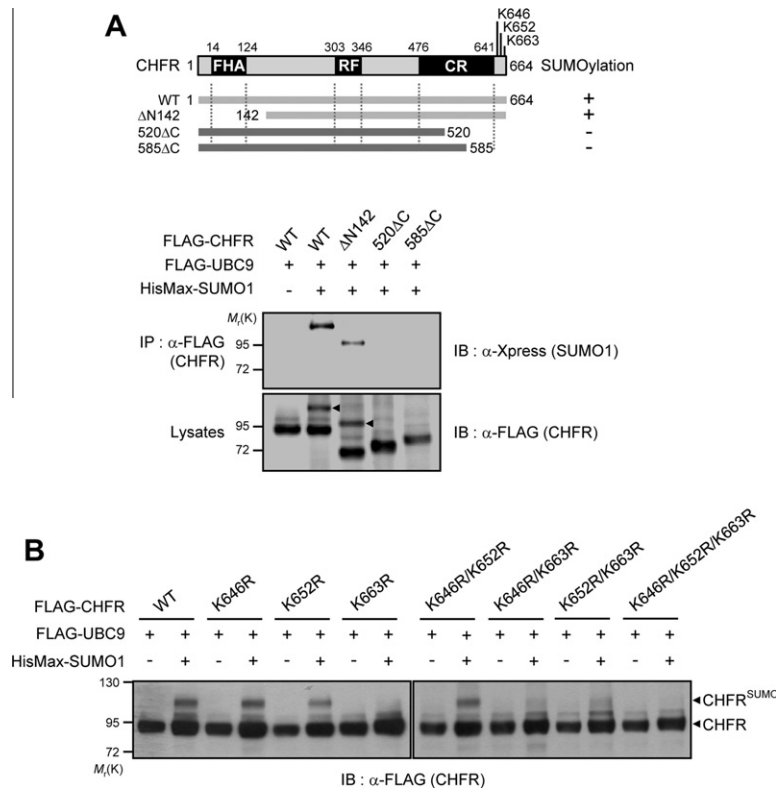 A
K646
K652
K663
14 124 303 346 476 641
CHFR 1 FHA RF CR 664 SUMOylation
WT 1 664 +
ΔN142 142 +
520ΔC 520 -
585ΔC 585 -
FLAG-CHFR WT WT ΔN142 520ΔC 585ΔC
FLAG-UBC9 + + + + +
HisMax-SUMO1 - + + + +
Mr(K)
IP : α-FLAG (CHFR) 95 72 IB : α-Xpress (SUMO1)
Lysates 95 72 IB : α-FLAG (CHFR)
B
FLAG-CHFR WT K646R K652R K663R K646R/K652R K646R/K663R K652R/K663R K646R/K652R/K663R
FLAG-UBC9 + + + + + + + + + + + + + + + +
HisMax-SUMO1 - + - + - + - + - + - + - + - +
130
CHFR SUMO
95 CHFR
72
Mr(K)
IB : α-FLAG (CHFR)